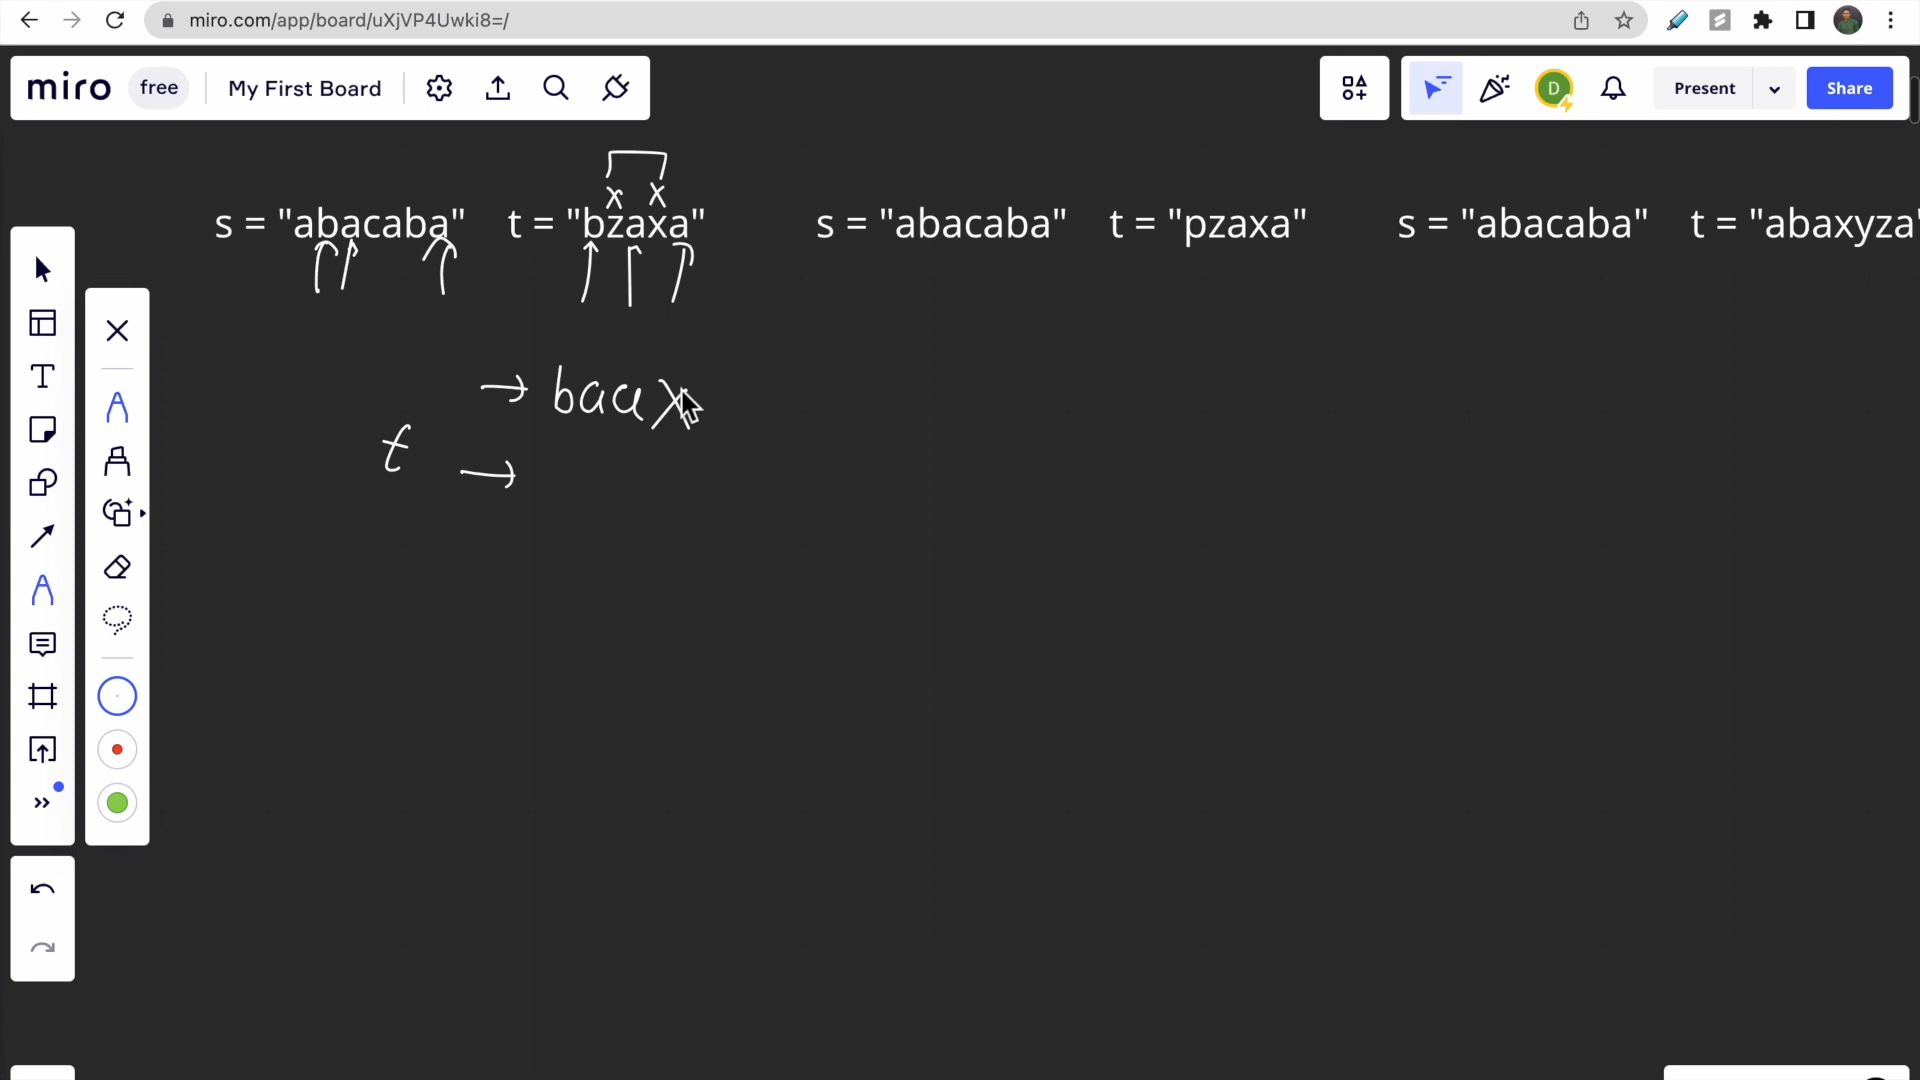 miro.com/app/board/uXjVP4Uwki8=/
miro free My First Board
D Present Share
x x
s = "abacaba" t = "bzaxa" s = "abacaba" t = "pzaxa" s = "abacaba" t = "abaxyza"
→ baa x
t
→